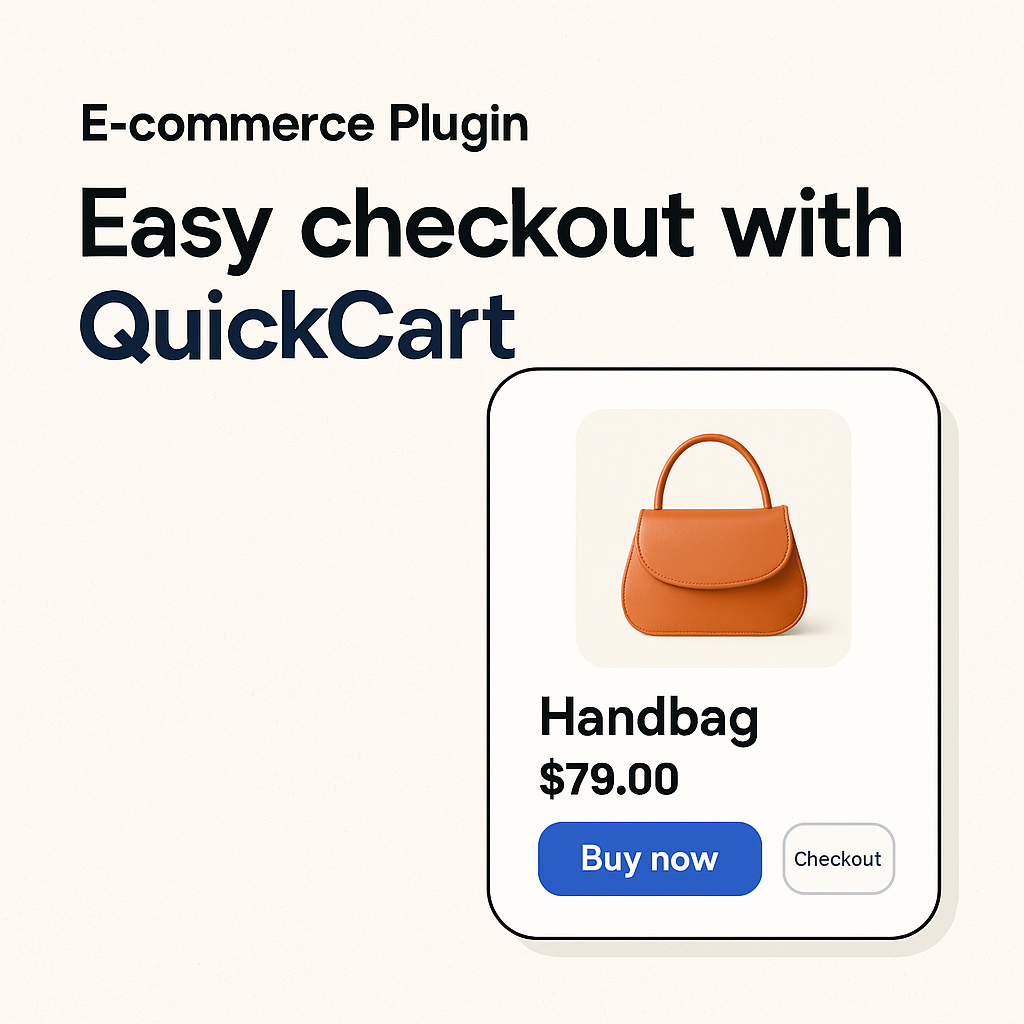 E-commerce Plugin
Easy checkout with
QuickCart
Handbag
$79.00
Buy now
Checkout